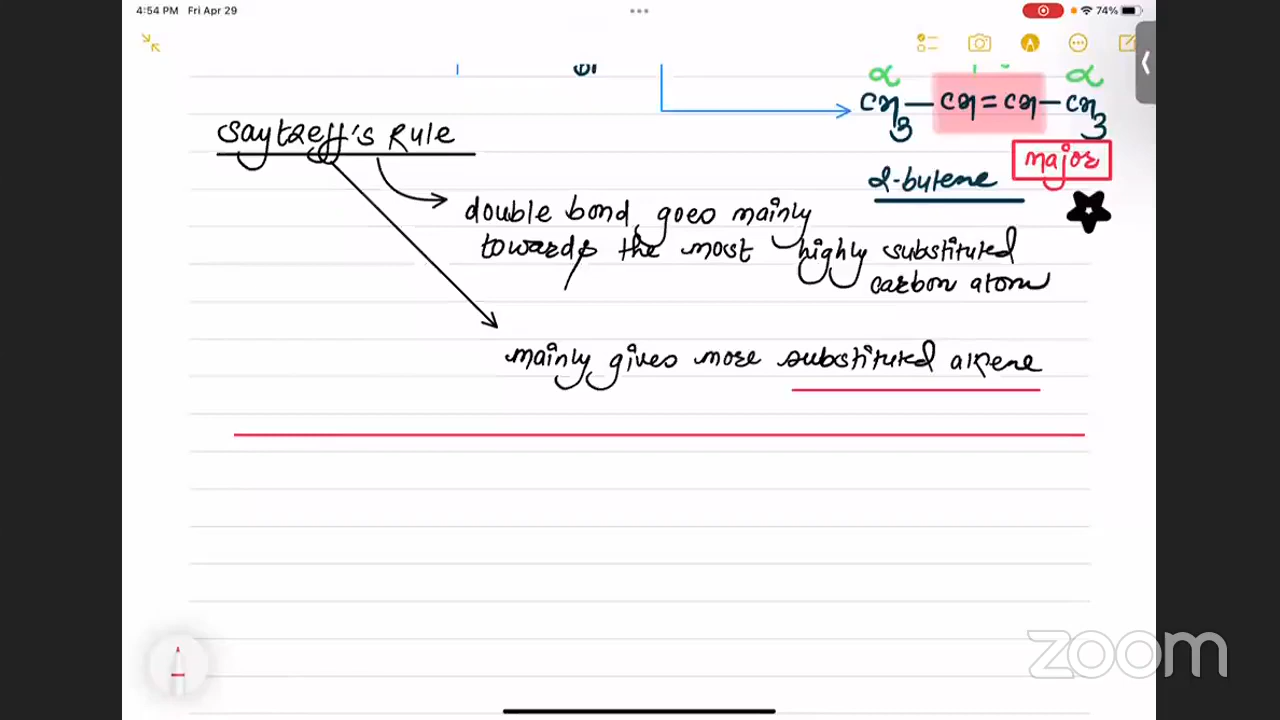 4:54 PM Fri Apr 29
74%
α α
CH3 — CH = CH — CH3
Saytzeff's Rule
major
2-butene
double bond goes mainly
towards the most highly substituted
carbon atom
mainly gives more substituted alkene
zoom